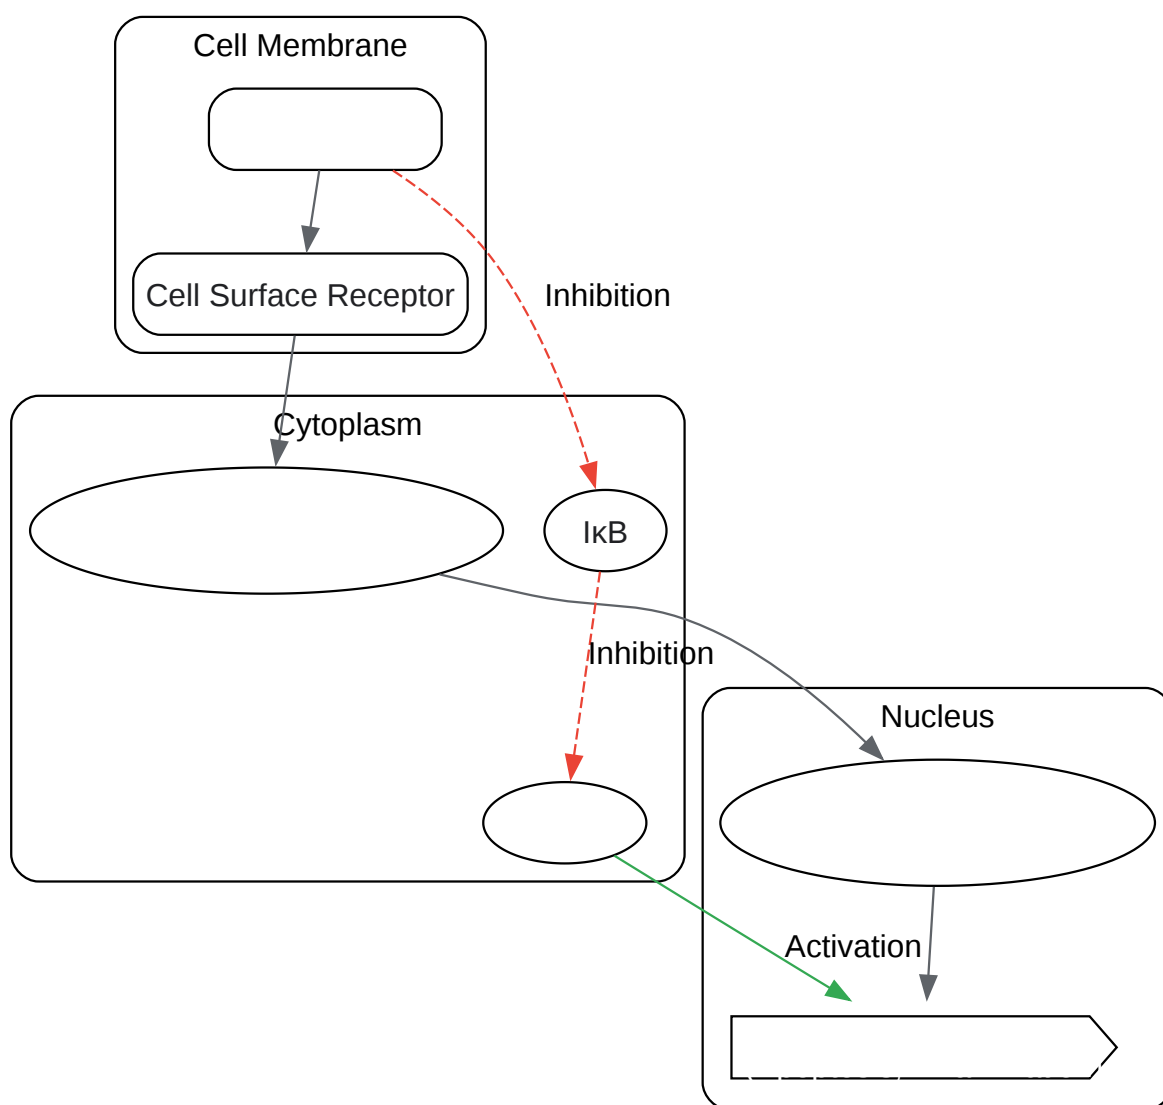 Cell Membrane
Cell Surface Receptor
Inhibition
Cytoplasm
IκB
Inhibition
Nucleus
Activation